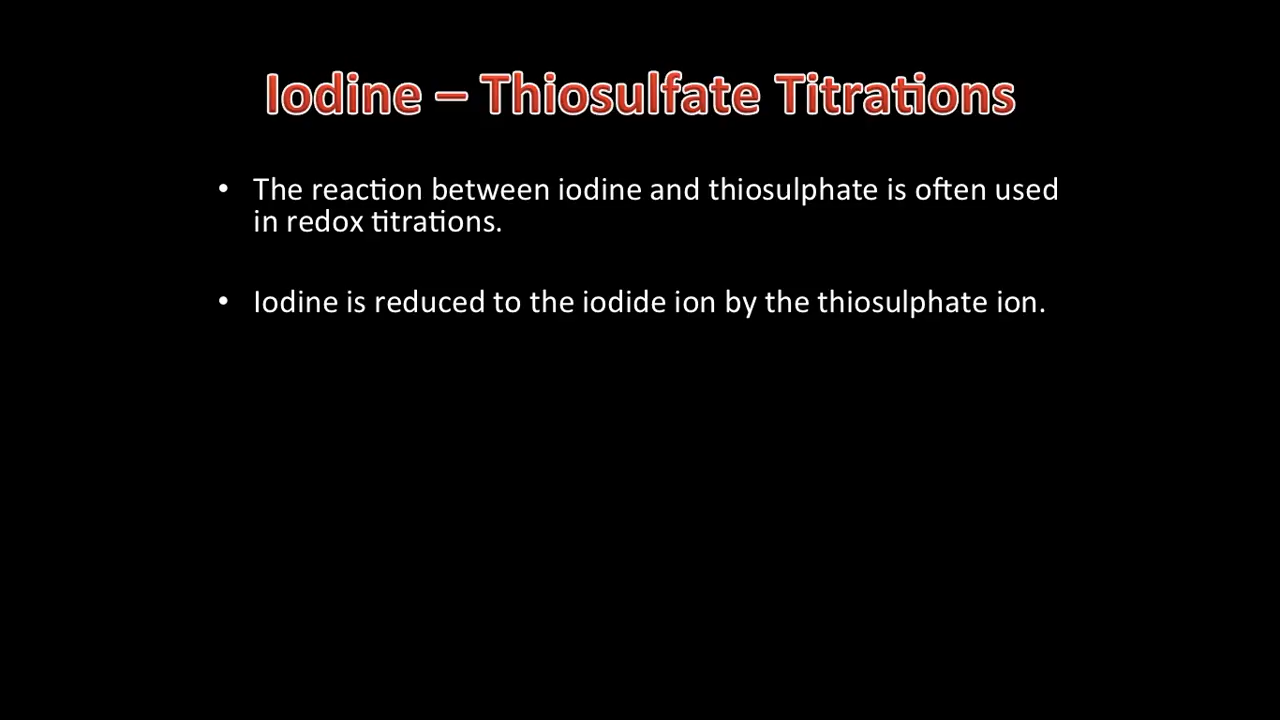 Iodine – Thiosulfate Titrations
• The reaction between iodine and thiosulphate is often used
in redox titrations.
• Iodine is reduced to the iodide ion by the thiosulphate ion.